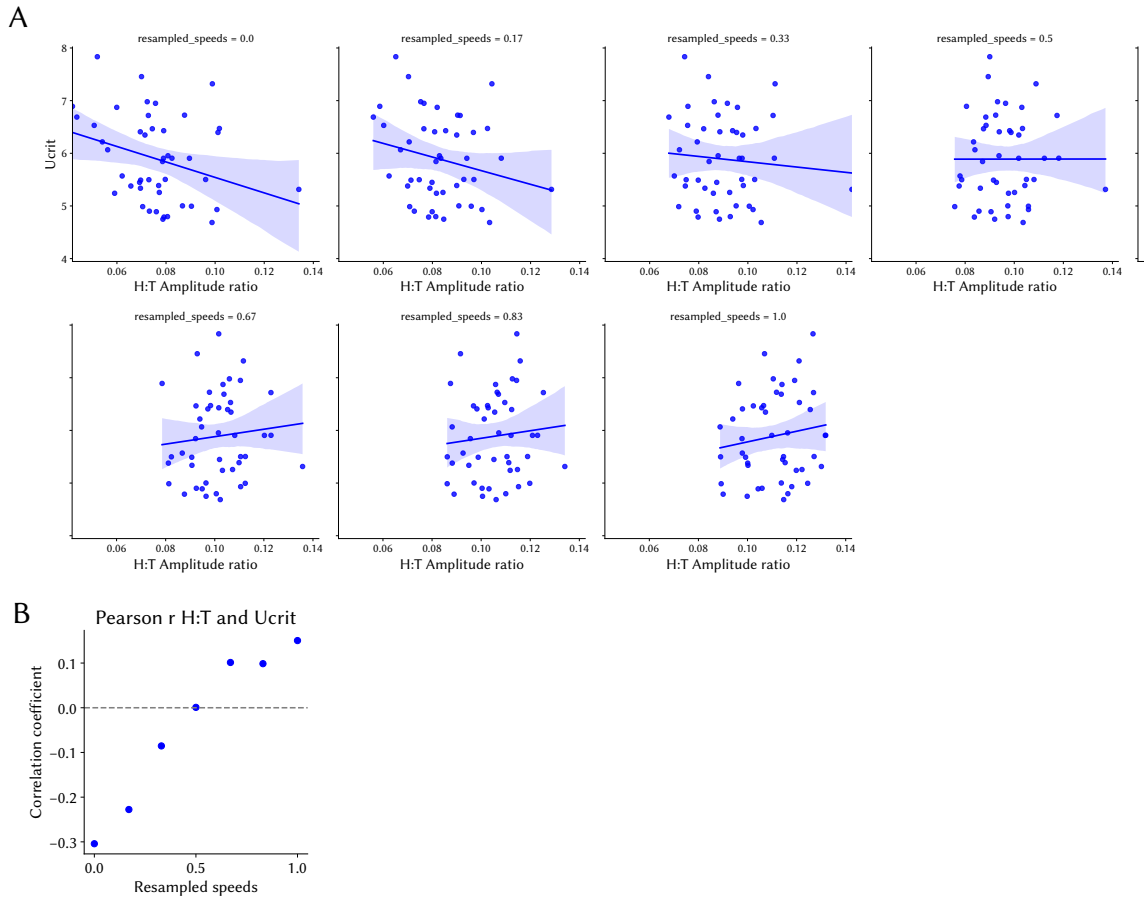 A
resampled_speeds = 0.0
resampled_speeds = 0.17
resampled_speeds = 0.33
resampled_speeds = 0.5
8
7
6
5
4
Ucrit
0.06 0.08 0.10 0.12 0.14
0.06 0.08 0.10 0.12 0.14
0.06 0.08 0.10 0.12 0.14
0.06 0.08 0.10 0.12 0.14
H:T Amplitude ratio
H:T Amplitude ratio
H:T Amplitude ratio
H:T Amplitude ratio
resampled_speeds = 0.67
resampled_speeds = 0.83
resampled_speeds = 1.0
0.06 0.08 0.10 0.12 0.14
0.06 0.08 0.10 0.12 0.14
0.06 0.08 0.10 0.12 0.14
H:T Amplitude ratio
H:T Amplitude ratio
H:T Amplitude ratio
B
Pearson r H:T and Ucrit
0.1
0.0
−0.1
−0.2
−0.3
Correlation coefficient
0.0 0.5 1.0
Resampled speeds